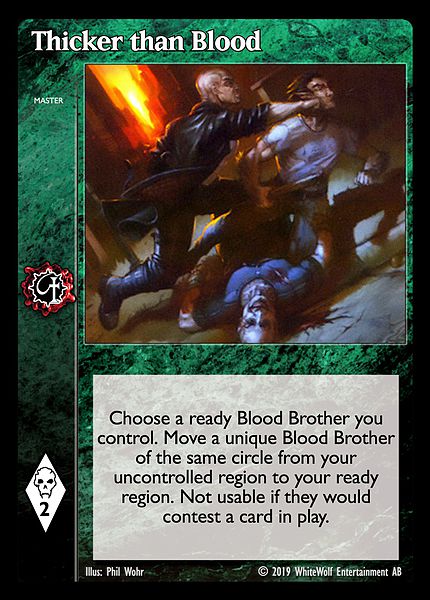 Thicker than Blood
MASTER
Choose a ready Blood Brother you
control. Move a unique Blood Brother
of the same circle from your
uncontrolled region to your ready
region. Not usable if they would
contest a card in play.
2
Illus: Phil Wohr © 2019 WhiteWolf Entertainment AB